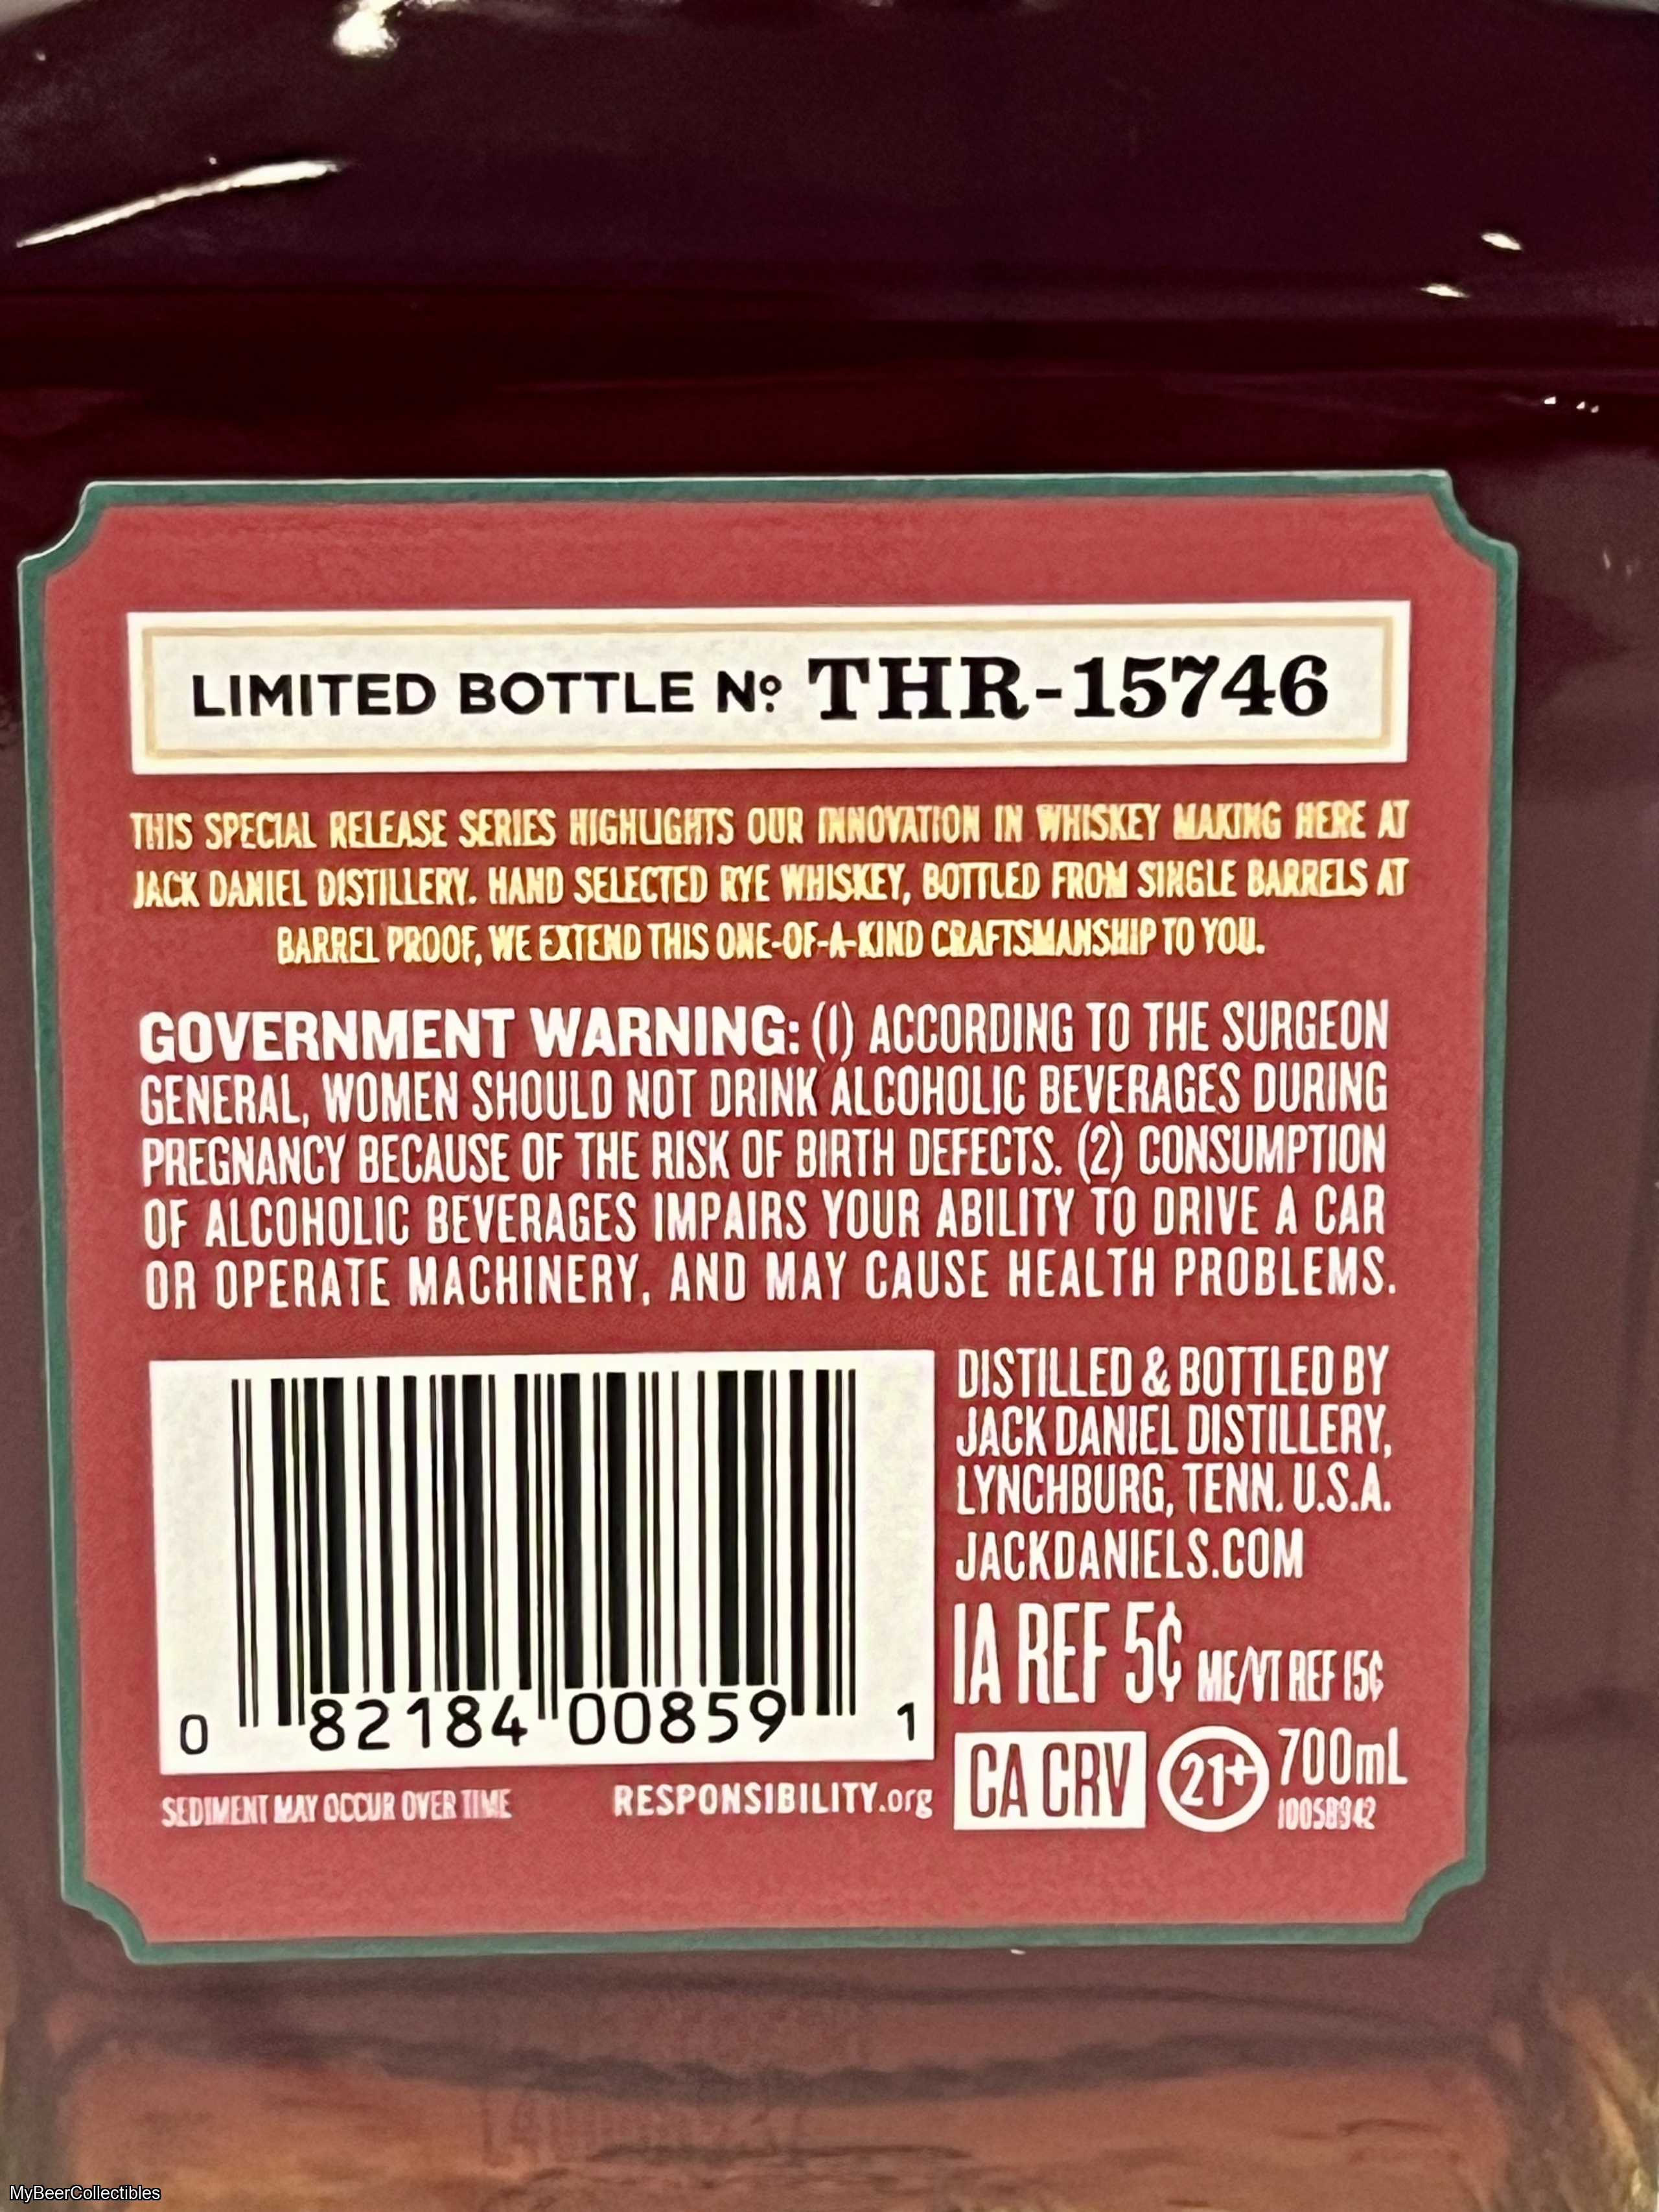 LIMITED BOTTLE Nº THR-15746
THIS SPECIAL RELEASE SERIES HIGHLIGHTS OUR INNOVATION IN WHISKEY MAKING HERE AT
JACK DANIEL DISTILLERY. HAND SELECTED RYE WHISKEY, BOTTLED FROM SINGLE BARRELS AT
BARREL PROOF, WE EXTEND THIS ONE-OF-A-KIND CRAFTSMANSHIP TO YOU.
GOVERNMENT WARNING: (1) ACCORDING TO THE SURGEON
GENERAL, WOMEN SHOULD NOT DRINK ALCOHOLIC BEVERAGES DURING
PREGNANCY BECAUSE OF THE RISK OF BIRTH DEFECTS. (2) CONSUMPTION
OF ALCOHOLIC BEVERAGES IMPAIRS YOUR ABILITY TO DRIVE A CAR
OR OPERATE MACHINERY, AND MAY CAUSE HEALTH PROBLEMS.
0 82184 00859 1
SEDIMENT MAY OCCUR OVER TIME
RESPONSIBILITY.org
DISTILLED & BOTTLED BY
JACK DANIEL DISTILLERY,
LYNCHBURG, TENN. U.S.A.
JACKDANIELS.COM
IA REF 5¢ ME/VT REF 15¢
CA CRV 21+ 700mL
MyBeerCollectibles